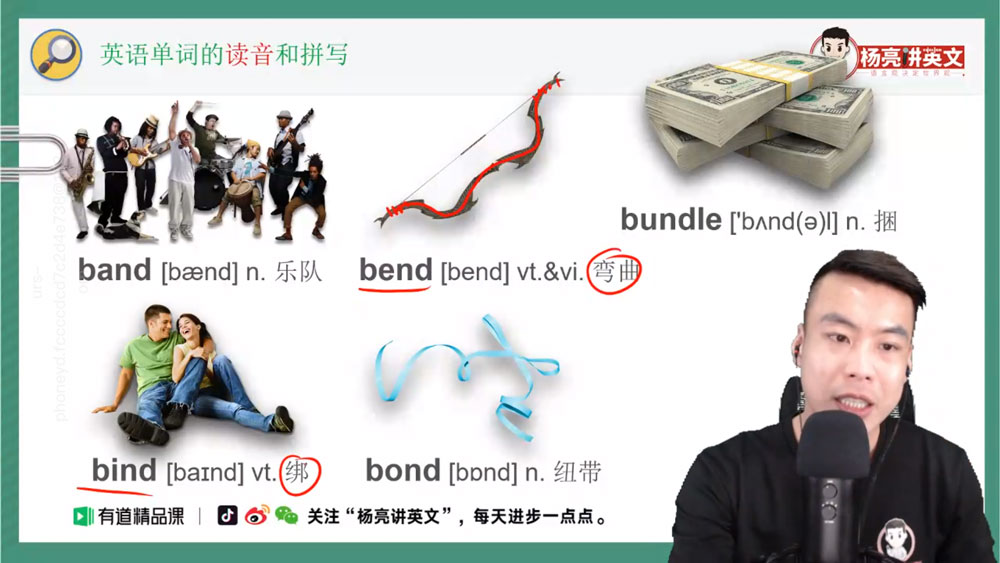 英语单词的读音和拼写
杨亮讲英文
bundle ['bʌnd(ə)l] n. 捆
band [bænd] n. 乐队
bend [bend] vt.&vi. 弯曲
bind [baɪnd] vt. 绑
bond [bɒnd] n. 纽带
有道精品课 | 关注“杨亮讲英文”，每天进步一点点。